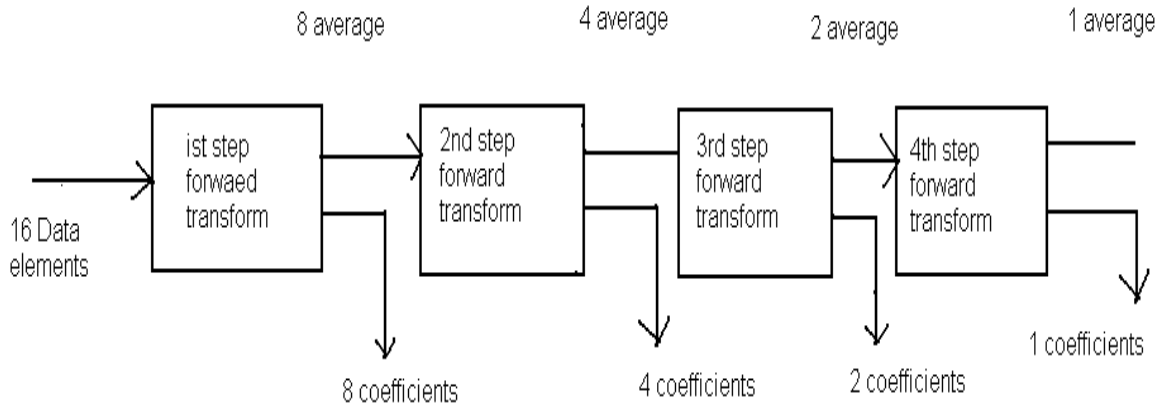 8 average
4 average
2 average
1 average
ist step
forwaed
transform
2nd step
forward
transform
3rd step
forward
transform
4th step
forward
transform
16 Data
elements
8 coefficients
4 coefficients
2 coefficients
1 coefficients